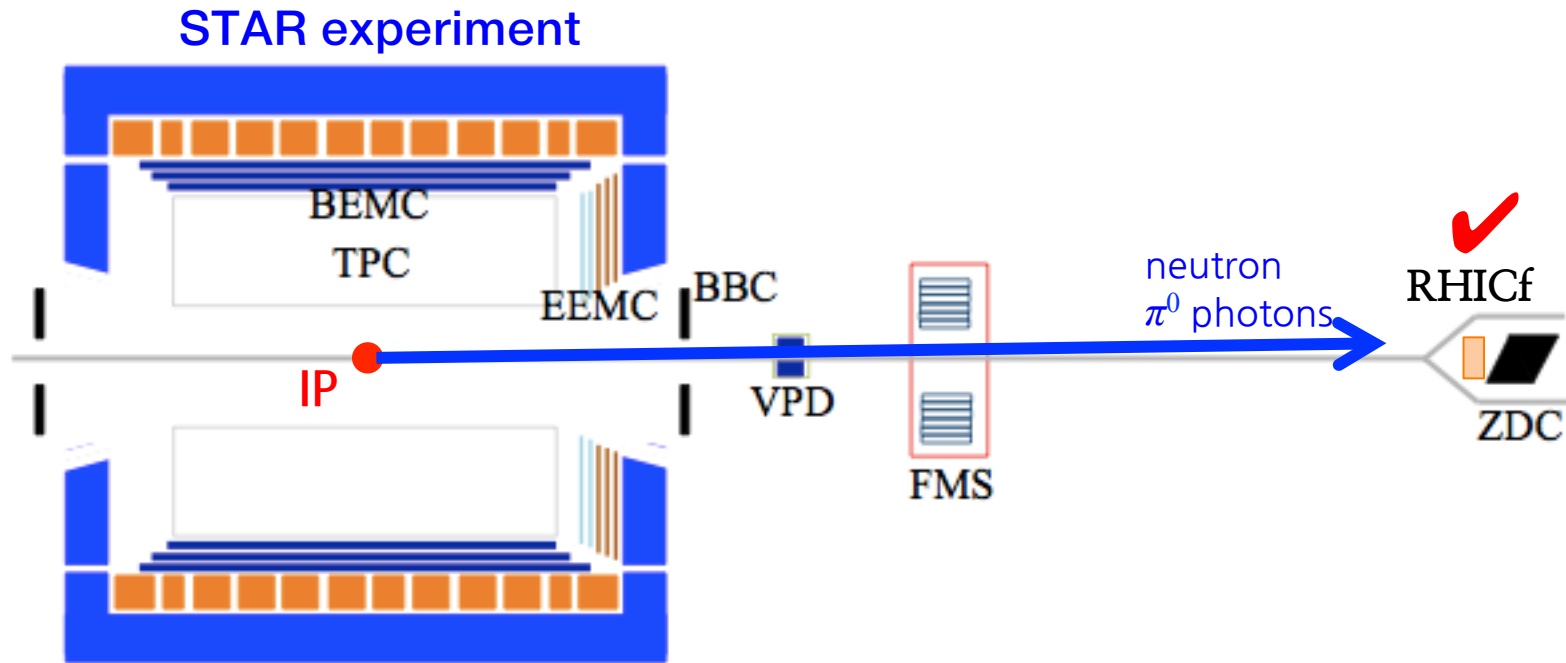 STAR experiment
BEMC
TPC
EEMC
BBC
neutron
π⁰ photons
RHICf
IP
VPD
ZDC
FMS